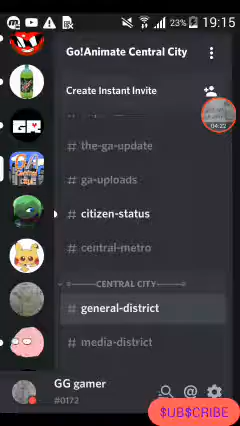 23% 19:15
Go!Animate Central City
Create Instant Invite
04:22
# the-ga-update
# ga-uploads
# citizen-status
# central-metro
CENTRAL CITY
# general-district
# media-district
GG gamer
#0172
$UB$CRIBE